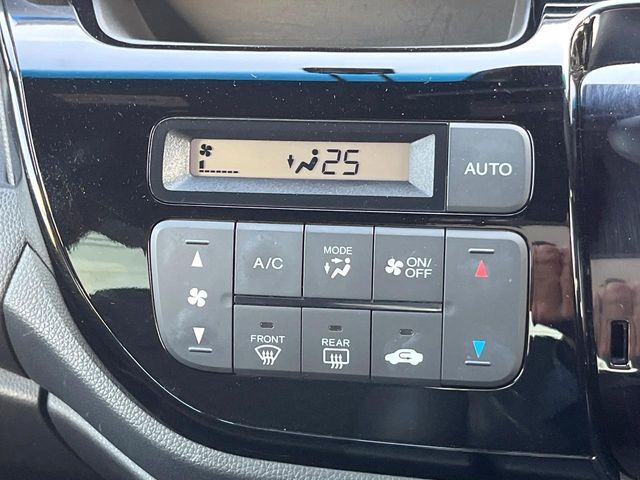 25
AUTO
A/C
MODE
ON/
OFF
FRONT
REAR